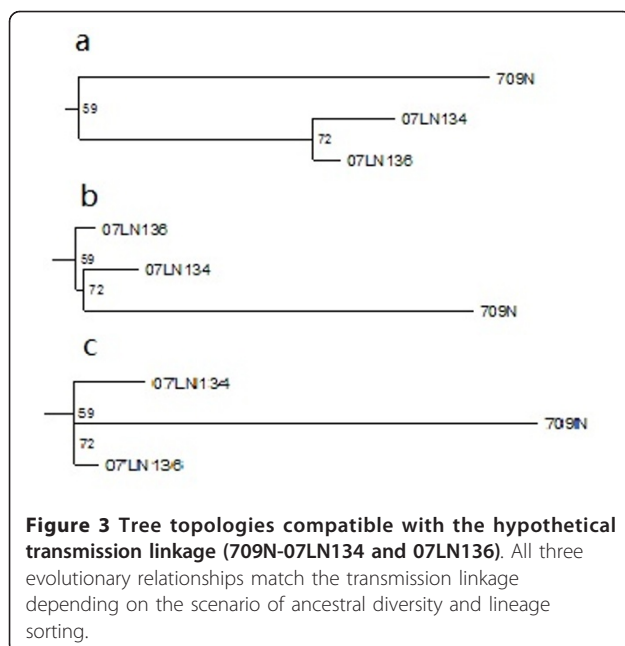 a
709N
59
07LN134
72
07LN136
b
07LN136
59
07LN134
72
709N
c
07LN134
59
709N
72
07LN136
Figure 3 Tree topologies compatible with the hypothetical
transmission linkage (709N-07LN134 and 07LN136). All three
evolutionary relationships match the transmission linkage
depending on the scenario of ancestral diversity and lineage
sorting.